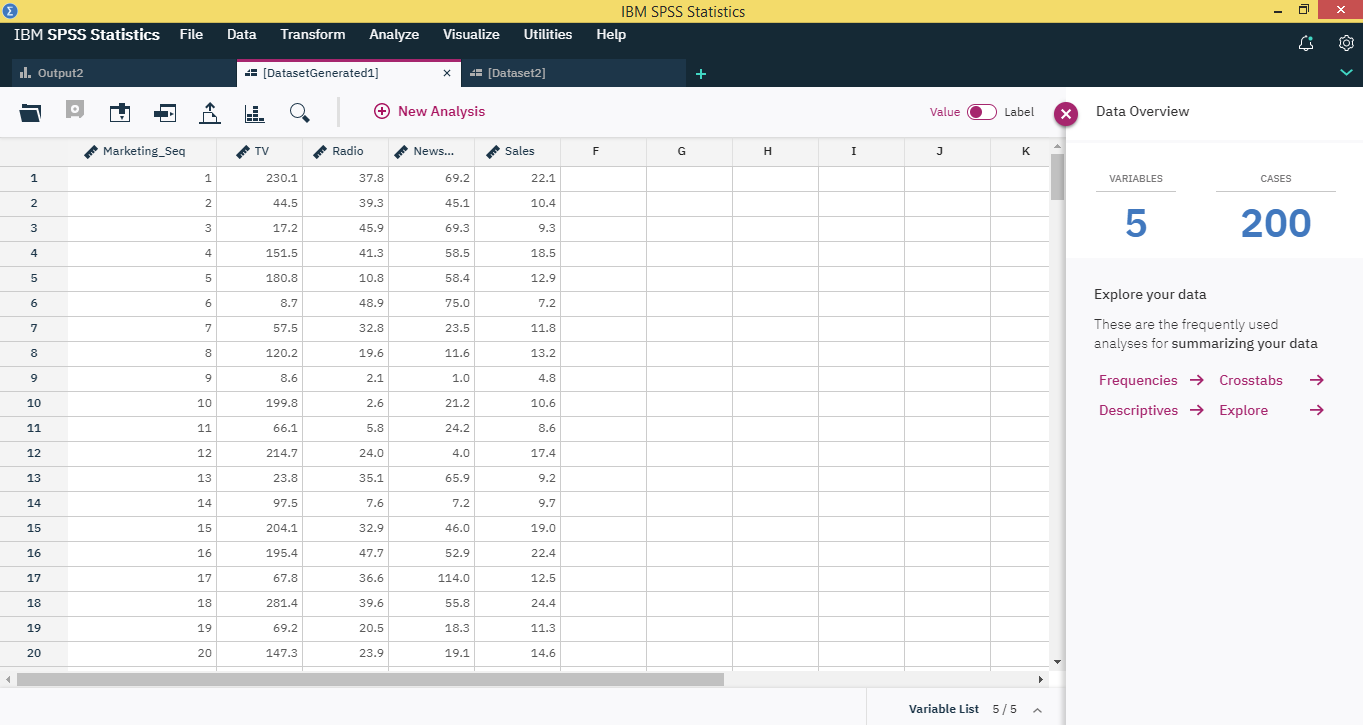 IBM SPSS Statistics
IBM SPSS Statistics File Data Transform Analyze Visualize Utilities Help
Output2 [DatasetGenerated1] × [Dataset2] +
New Analysis Value Label × Data Overview
Marketing_Seq TV Radio News... Sales F G H I J K
1 1 230.1 37.8 69.2 22.1
2 2 44.5 39.3 45.1 10.4
3 3 17.2 45.9 69.3 9.3
4 4 151.5 41.3 58.5 18.5
5 5 180.8 10.8 58.4 12.9
6 6 8.7 48.9 75.0 7.2
7 7 57.5 32.8 23.5 11.8
8 8 120.2 19.6 11.6 13.2
9 9 8.6 2.1 1.0 4.8
10 10 199.8 2.6 21.2 10.6
11 11 66.1 5.8 24.2 8.6
12 12 214.7 24.0 4.0 17.4
13 13 23.8 35.1 65.9 9.2
14 14 97.5 7.6 7.2 9.7
15 15 204.1 32.9 46.0 19.0
16 16 195.4 47.7 52.9 22.4
17 17 67.8 36.6 114.0 12.5
18 18 281.4 39.6 55.8 24.4
19 19 69.2 20.5 18.3 11.3
20 20 147.3 23.9 19.1 14.6
VARIABLES CASES
5 200
Explore your data
These are the frequently used
analyses for summarizing your data
Frequencies → Crosstabs →
Descriptives → Explore →
Variable List 5 / 5